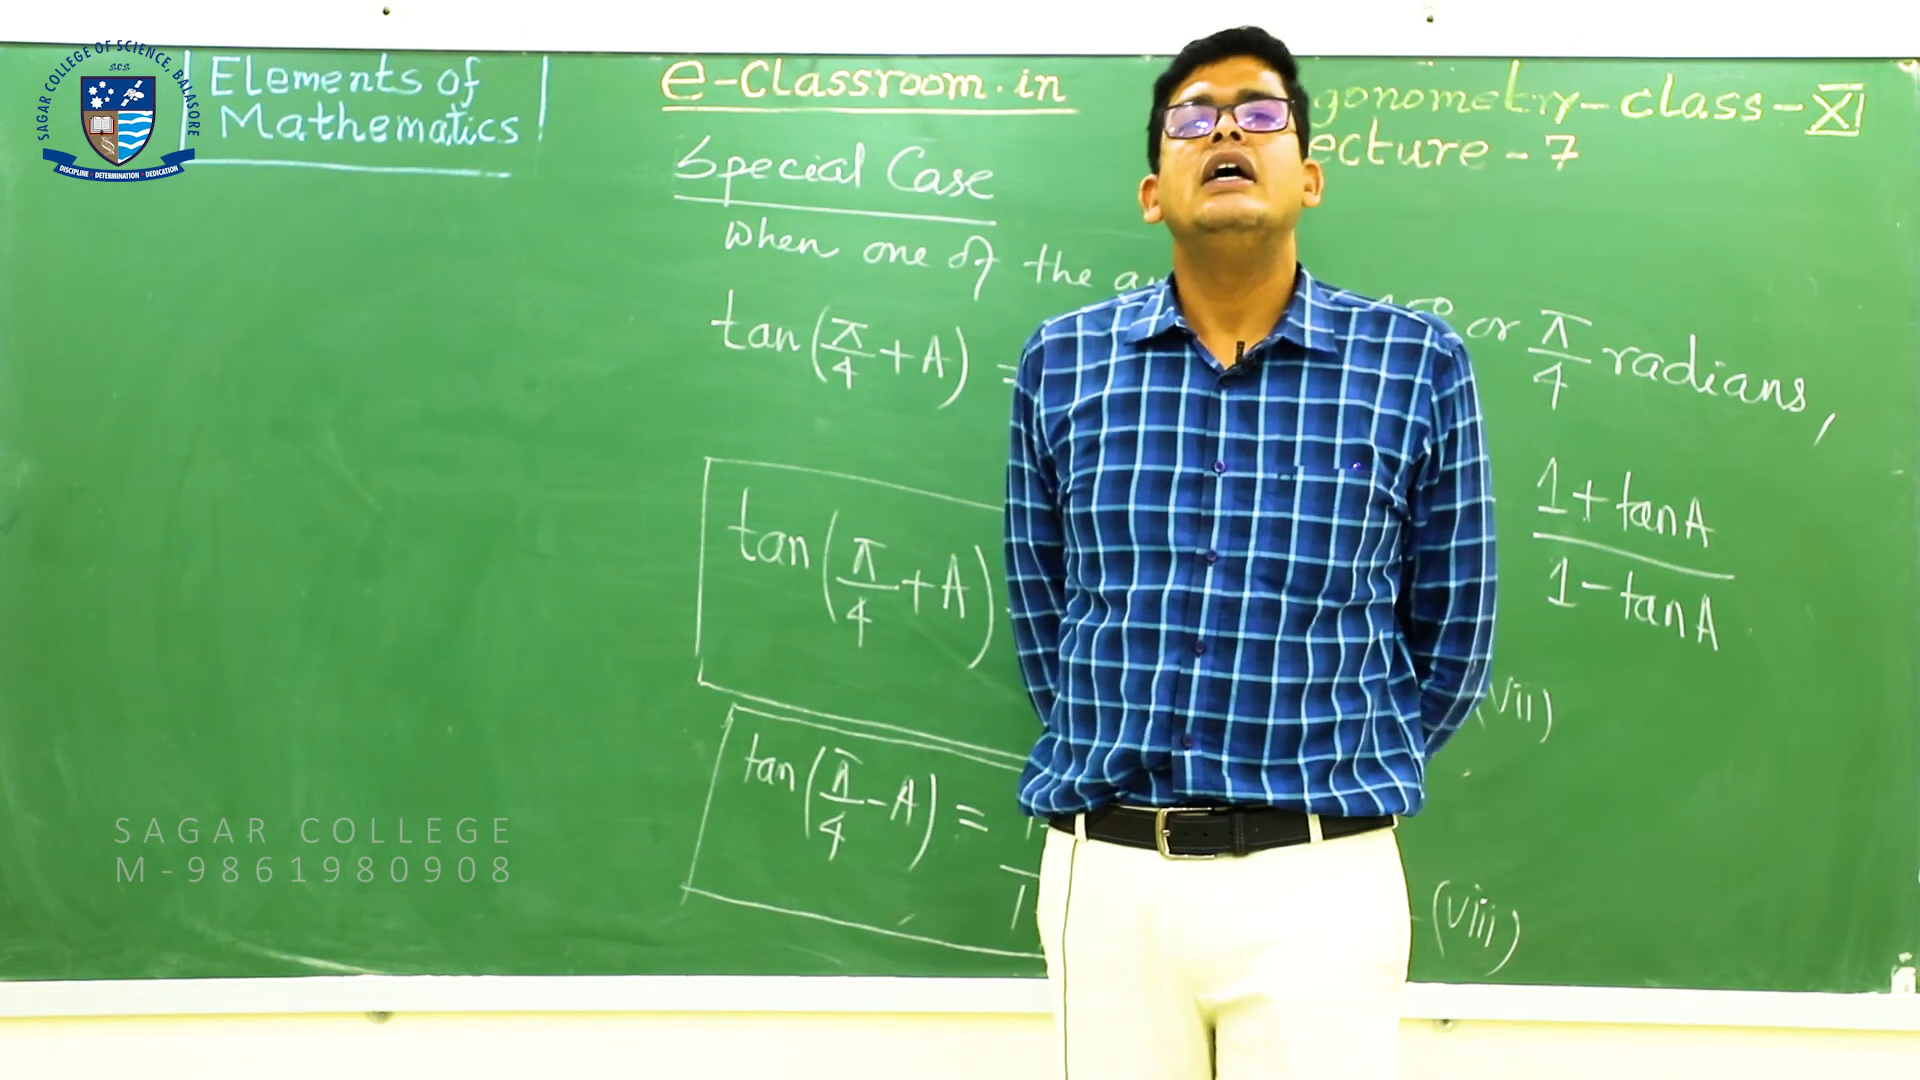 SAGAR COLLEGE OF SCIENCE, BALASORE
SCS
DISCIPLINE DETERMINATION DEDICATION
Elements of
Mathematics
e-Classroom.in
gonometry-class-XI
ecture-7
Special Case
when one of the a
or π/4 radians,
tan(π/4+A) =
1+tanA
1-tanA
tan(π/4+A)
(vii)
tan(π/4-A) =
(viii)
SAGAR COLLEGE
M-9861980908